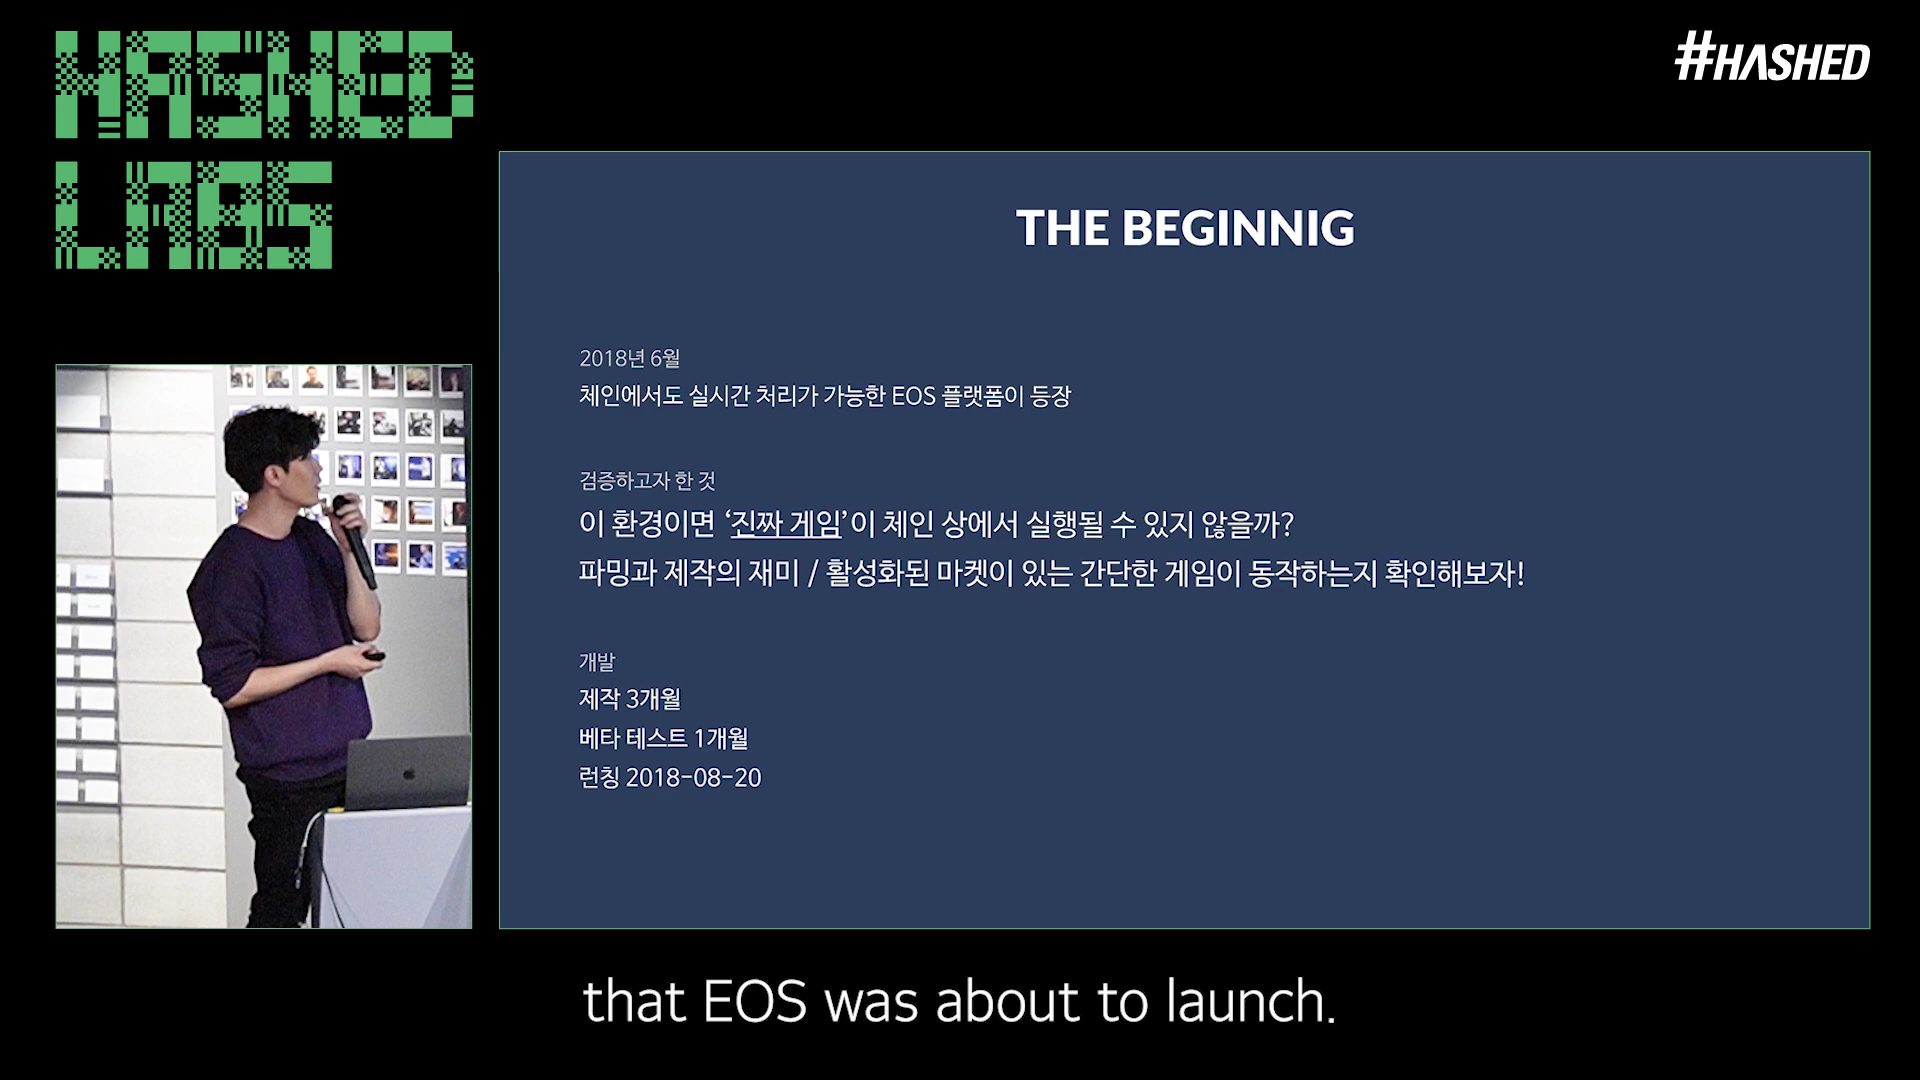 HASHED
LABS
#HASHED
THE BEGINNIG
2018년 6월
체인에서도 실시간 처리가 가능한 EOS 플랫폼이 등장
검증하고자 한 것
이 환경이면 ‘진짜 게임’이 체인 상에서 실행될 수 있지 않을까?
파밍과 제작의 재미 / 활성화된 마켓이 있는 간단한 게임이 동작하는지 확인해보자!
개발
제작 3개월
베타 테스트 1개월
런칭 2018-08-20
that EOS was about to launch.